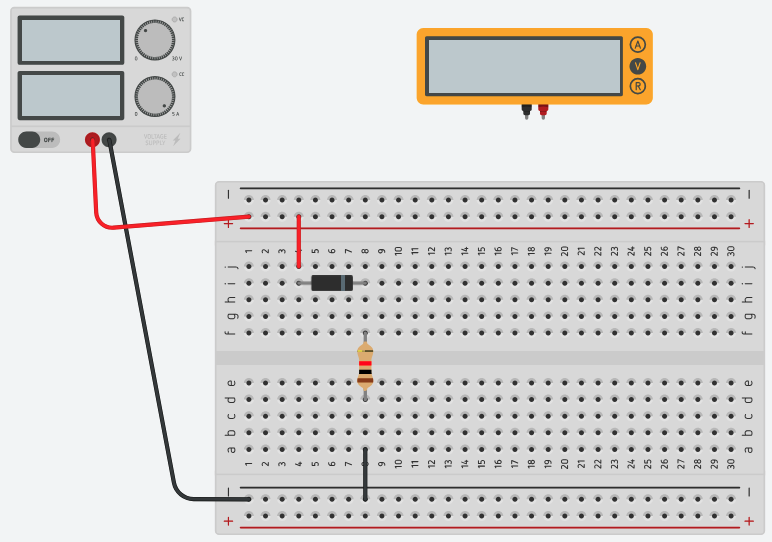 VC
0 30 V
CC
0 5 A
OFF
VOLTAGE
SUPPLY
A
V
R
− −
+ +
1 2 3 4 5 6 7 8 9 10 11 12 13 14 15 16 17 18 19 20 21 22 23 24 25 26 27 28 29 30
j j
i i
h h
g g
f f
e e
d d
c c
b b
a a
1 2 3 4 5 6 7 8 9 10 11 12 13 14 15 16 17 18 19 20 21 22 23 24 25 26 27 28 29 30
− −
+ +